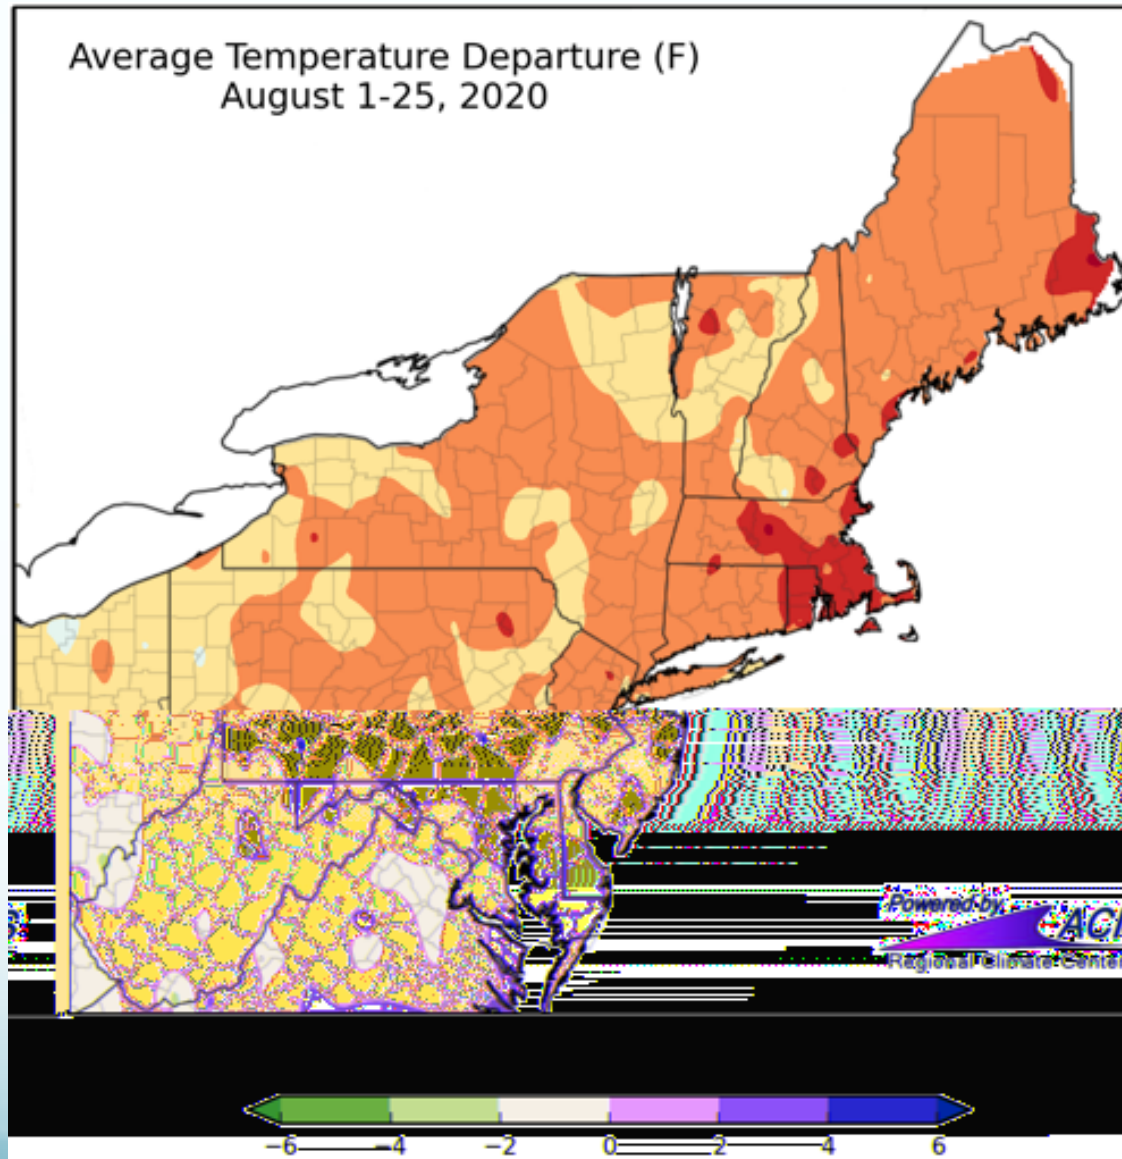 Average Temperature Departure (F)
August 1-25, 2020
Powered by
Regional Climate Center
−6 −4 −2 0 2 4 6